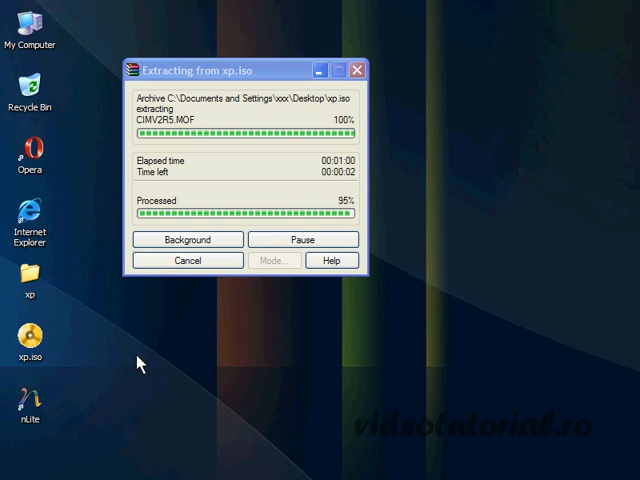 My Computer
Recycle Bin
Opera
Internet
Explorer
xp
xp.iso
nLite
Extracting from xp.iso
Archive C:\Documents and Settings\xxx\Desktop\xp.iso
extracting
CIMV2R5.MOF 100%
Elapsed time 00:01:00
Time left 00:00:02
Processed 95%
Background Pause
Cancel Mode... Help
videotutorial.ro